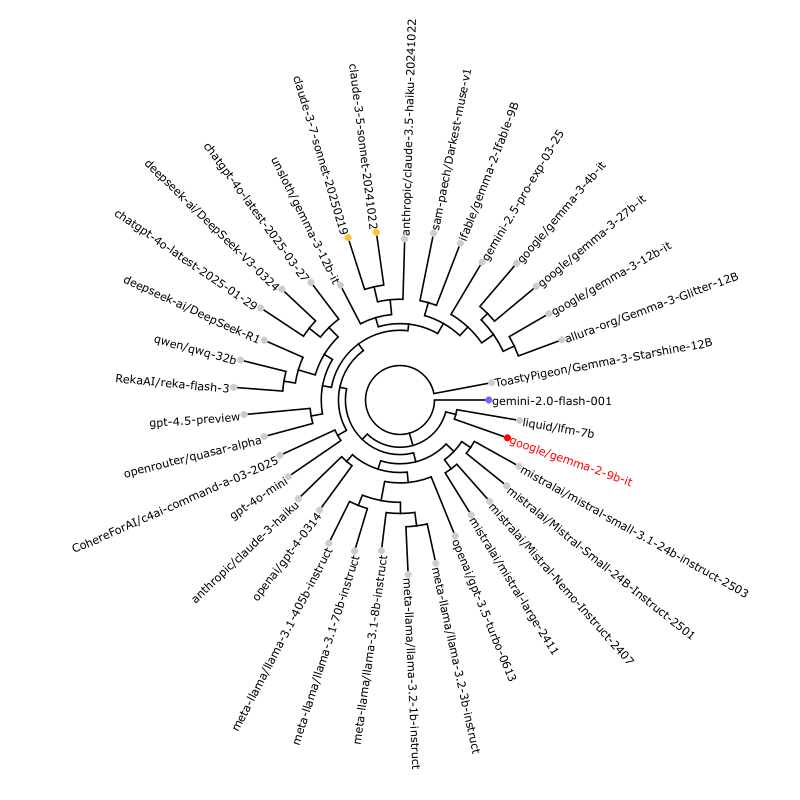 anthropic/claude-3.5-haiku-20241022
sam-paech/Darkest-muse-v1
ifable/gemma-2-Ifable-9B
gemini-2.5-pro-exp-03-25
google/gemma-3-4b-it
google/gemma-3-27b-it
google/gemma-3-12b-it
allura-org/Gemma-3-Glitter-12B
ToastyPigeon/Gemma-3-Starshine-12B
gemini-2.0-flash-001
liquid/lfm-7b
google/gemma-2-9b-it
mistralai/mistral-small-3.1-24b-instruct-2503
mistralai/Mistral-Small-24B-Instruct-2501
mistralai/Mistral-Nemo-Instruct-2407
mistralai/mistral-large-2411
openai/gpt-3.5-turbo-0613
meta-llama/llama-3.2-3b-instruct
meta-llama/llama-3.2-1b-instruct
meta-llama/llama-3.1-8b-instruct
meta-llama/llama-3.1-70b-instruct
meta-llama/llama-3.1-405b-instruct
openai/gpt-4-0314
anthropic/claude-3-haiku
gpt-4o-mini
CohereForAI/c4ai-command-a-03-2025
openrouter/quasar-alpha
gpt-4.5-preview
RekaAI/reka-flash-3
qwen/qwq-32b
deepseek-ai/DeepSeek-R1
chatgpt-4o-latest-2025-01-29
deepseek-ai/DeepSeek-V3-0324
chatgpt-4o-latest-2025-03-27
unsloth/gemma-3-12b-it
claude-3-7-sonnet-20250219
claude-3-5-sonnet-20241022